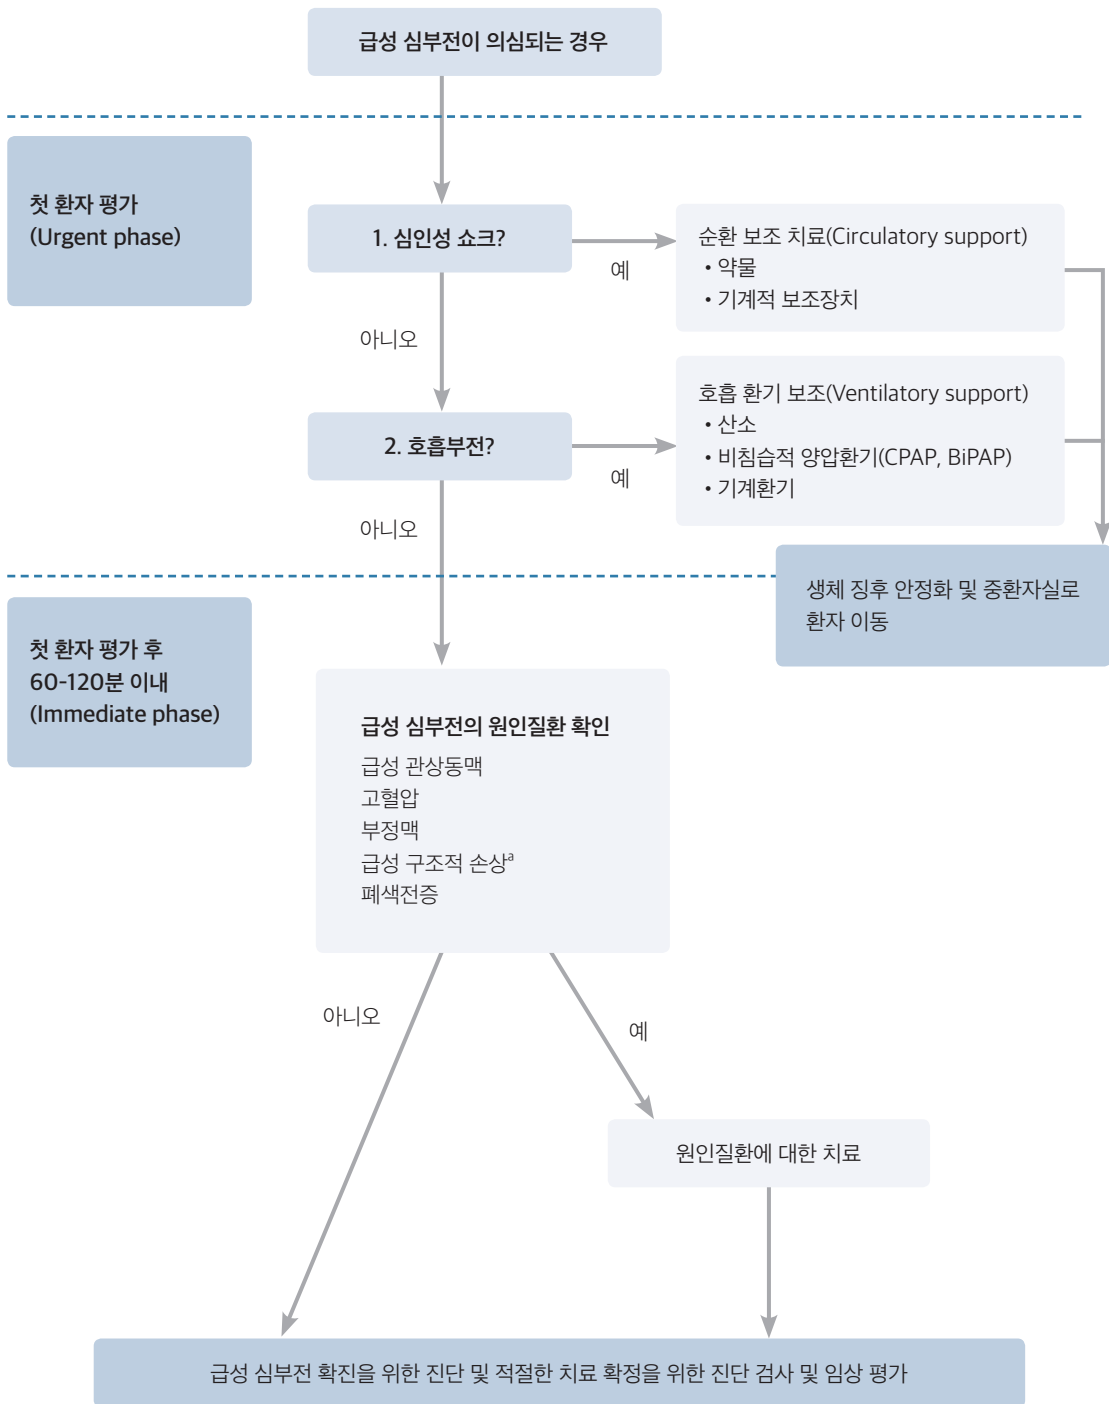 급성 심부전이 의심되는 경우
첫 환자 평가
(Urgent phase)
1. 심인성 쇼크?
예
순환 보조 치료(Circulatory support)
• 약물
• 기계적 보조장치
아니오
2. 호흡부전?
예
호흡 환기 보조(Ventilatory support)
• 산소
• 비침습적 양압환기(CPAP, BiPAP)
• 기계환기
아니오
생체 징후 안정화 및 중환자실로
환자 이동
첫 환자 평가 후
60-120분 이내
(Immediate phase)
급성 심부전의 원인질환 확인
급성 관상동맥
고혈압
부정맥
급성 구조적 손상ᵃ
폐색전증
아니오
예
원인질환에 대한 치료
급성 심부전 확진을 위한 진단 및 적절한 치료 확정을 위한 진단 검사 및 임상 평가